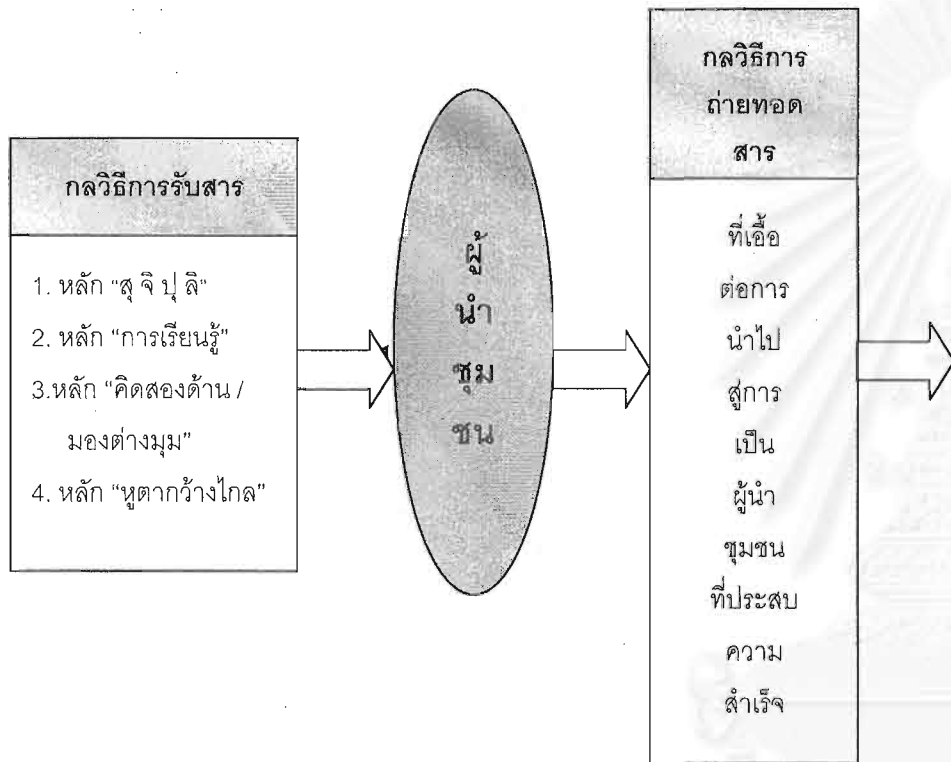 กลวิธีการรับสาร
1. หลัก “สุ จิ ปุ ลิ”
2. หลัก “การเรียนรู้”
3.หลัก “คิดสองด้าน /
มองต่างมุม”
4. หลัก “หูตากว้างไกล”
ผู้
นำ
ชุม
ชน
กลวิธีการ
ถ่ายทอด
สาร
ที่เอื้อ
ต่อการ
นำไป
สู่การ
เป็น
ผู้นำ
ชุมชน
ที่ประสบ
ความ
สำเร็จ